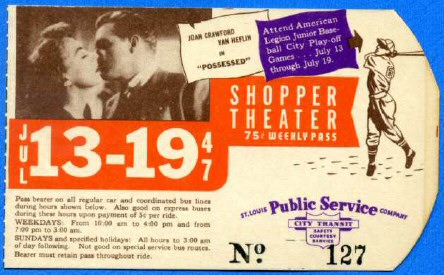 JOAN CRAWFORD
VAN HEFLIN
IN
"POSSESSED"
Attend American
Legion Junior Base-
ball City Play-off
Games . . . July 13
through July 19.
SHOPPER
THEATER
75¢ WEEKLY PASS
JUL
13-19
47
Pass bearer on all regular car and coordinated bus lines
during hours shown below. Also good on express buses
during these hours upon payment of 5¢ per ride.
WEEKDAYS: From 10:00 am to 4:00 pm and from
7:00 pm to 3:00 am.
SUNDAYS and specified holidays: All hours to 3:00 am
of day following. Not good on special service bus routes.
Bearer must retain pass throughout ride.
ST. LOUIS Public Service COMPANY
CITY TRANSIT
SAFETY
COURTESY
SERVICE
No. 127